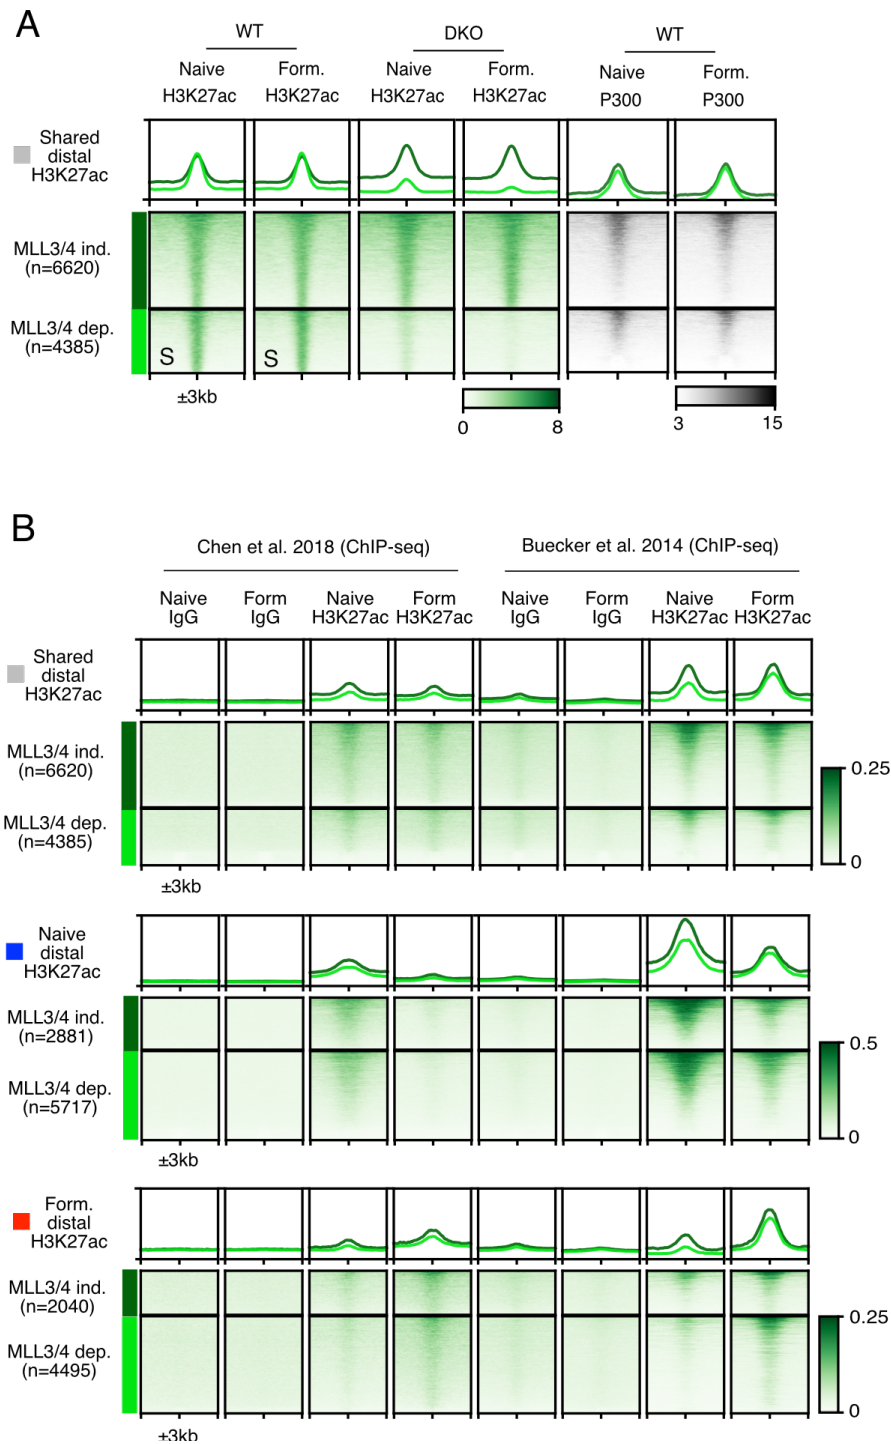 A
WT
DKO
WT
Naive
H3K27ac
Form.
H3K27ac
Naive
H3K27ac
Form.
H3K27ac
Naive
P300
Form.
P300
Shared
distal
H3K27ac
MLL3/4 ind.
(n=6620)
MLL3/4 dep.
(n=4385)
S
S
±3kb
0
8
3
15
B
Chen et al. 2018 (ChIP-seq)
Buecker et al. 2014 (ChIP-seq)
Naive
IgG
Form
IgG
Naive
H3K27ac
Form
H3K27ac
Naive
IgG
Form
IgG
Naive
H3K27ac
Form
H3K27ac
Shared
distal
H3K27ac
MLL3/4 ind.
(n=6620)
MLL3/4 dep.
(n=4385)
0.25
0
±3kb
Naive
distal
H3K27ac
MLL3/4 ind.
(n=2881)
MLL3/4 dep.
(n=5717)
0.5
0
±3kb
Form.
distal
H3K27ac
MLL3/4 ind.
(n=2040)
MLL3/4 dep.
(n=4495)
0.25
0
±3kb